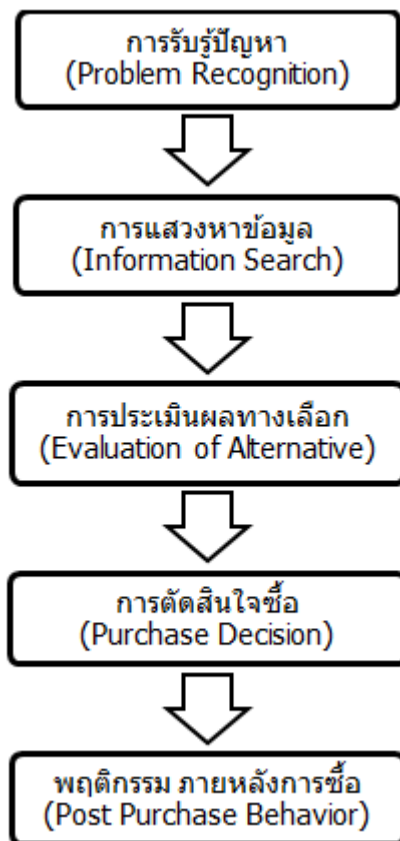 การรับรู้ปัญหา
(Problem Recognition)
การแสวงหาข้อมูล
(Information Search)
การประเมินผลทางเลือก
(Evaluation of Alternative)
การตัดสินใจซื้อ
(Purchase Decision)
พฤติกรรม ภายหลังการซื้อ
(Post Purchase Behavior)